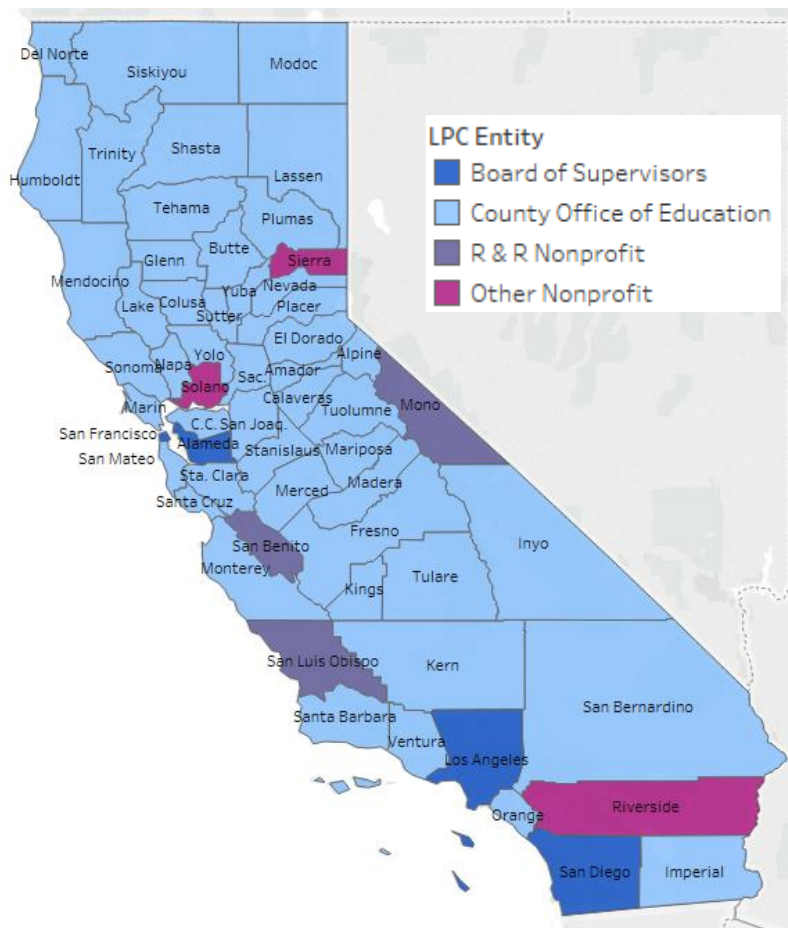 Del Norte
Siskiyou
Modoc
Trinity
Shasta
Lassen
Humboldt
Tehama
Plumas
LPC Entity
Board of Supervisors
County Office of Education
R & R Nonprofit
Other Nonprofit
Mendocino
Glenn
Butte
Sierra
Lake
Colusa
Yuba
Nevada
Sutter
Placer
Sonoma
Napa
Yolo
El Dorado
Alpine
Solano
Sac.
Amador
Marin
Calaveras
Tuolumne
Mono
San Francisco
C.C.
San Joaq.
Alameda
San Mateo
Stanislaus
Mariposa
Sta. Clara
Merced
Madera
Santa Cruz
Fresno
San Benito
Inyo
Monterey
Kings
Tulare
San Luis Obispo
Kern
Santa Barbara
San Bernardino
Ventura
Los Angeles
Orange
Riverside
San Diego
Imperial